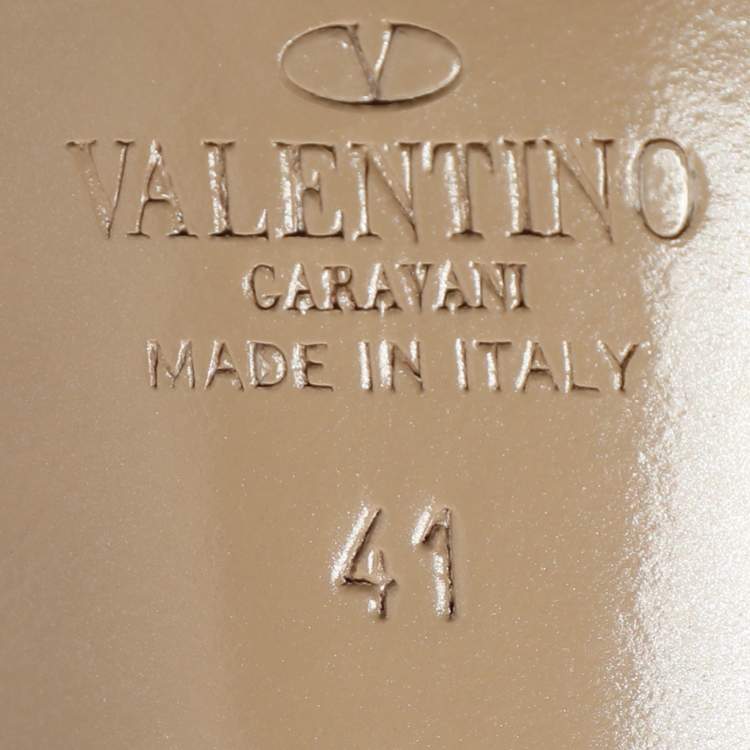 V
VALENTINO
GARAVANI
MADE IN ITALY
41